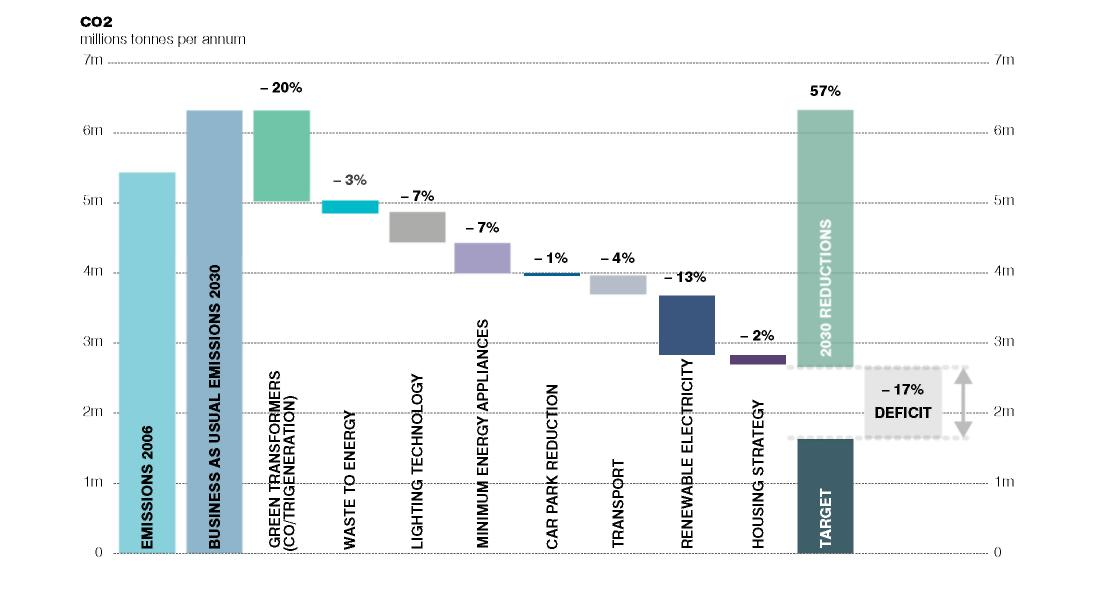 CO2
millions tonnes per annum
7m
7m
– 20%
57%
6m
6m
– 3%
– 7%
5m
5m
– 7%
– 1%
– 4%
4m
4m
– 13%
– 2%
3m
3m
– 17%
DEFICIT
2m
2m
1m
1m
0
0
EMISSIONS 2006
BUSINESS AS USUAL EMISSIONS 2030
GREEN TRANSFORMERS
(CO/TRIGENERATION)
WASTE TO ENERGY
LIGHTING TECHNOLOGY
MINIMUM ENERGY APPLIANCES
CAR PARK REDUCTION
TRANSPORT
RENEWABLE ELECTRICITY
HOUSING STRATEGY
2030 REDUCTIONS
TARGET